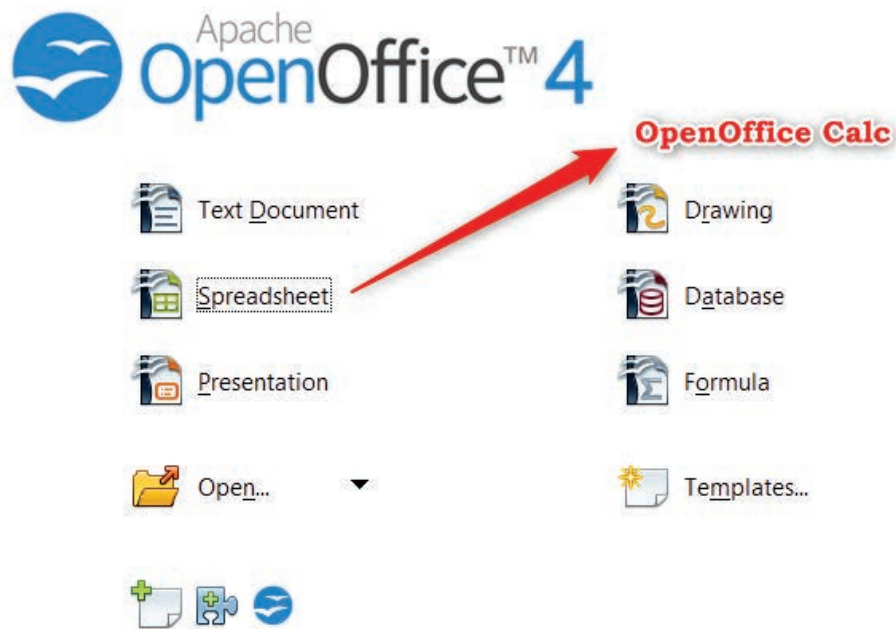 Apache
OpenOffice™ 4
OpenOffice Calc
Text Document
Drawing
Spreadsheet
Database
Presentation
Formula
Open...
Templates...